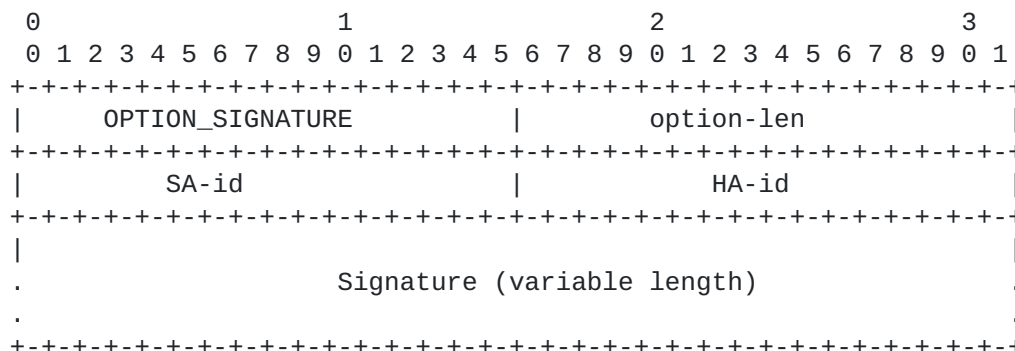 0                   1                   2                   3
 0 1 2 3 4 5 6 7 8 9 0 1 2 3 4 5 6 7 8 9 0 1 2 3 4 5 6 7 8 9 0 1
+-+-+-+-+-+-+-+-+-+-+-+-+-+-+-+-+-+-+-+-+-+-+-+-+-+-+-+-+-+-+-+-+
|     OPTION_SIGNATURE          |        option-len             |
+-+-+-+-+-+-+-+-+-+-+-+-+-+-+-+-+-+-+-+-+-+-+-+-+-+-+-+-+-+-+-+-+
|         SA-id                 |            HA-id              |
+-+-+-+-+-+-+-+-+-+-+-+-+-+-+-+-+-+-+-+-+-+-+-+-+-+-+-+-+-+-+-+-+
|                                                               |
.                    Signature (variable length)                .
.                                                               .
+-+-+-+-+-+-+-+-+-+-+-+-+-+-+-+-+-+-+-+-+-+-+-+-+-+-+-+-+-+-+-+-+